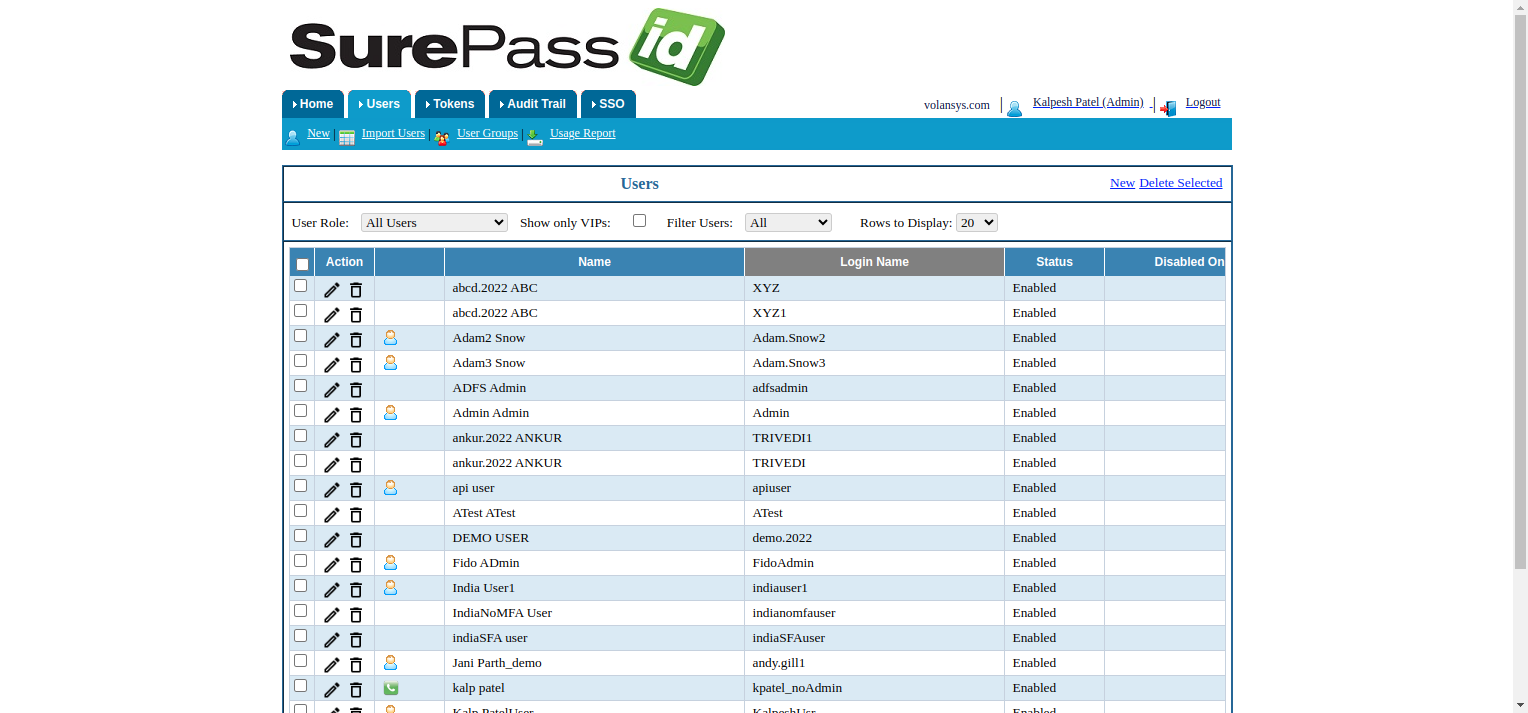 SurePass id
Home Users Tokens Audit Trail SSO volansys.com | Kalpesh Patel (Admin) - | Logout
New | Import Users | User Groups | Usage Report
Users New Delete Selected
User Role: All Users Show only VIPs: Filter Users: All Rows to Display: 20
Action Name Login Name Status Disabled On
abcd.2022 ABC XYZ Enabled
abcd.2022 ABC XYZ1 Enabled
Adam2 Snow Adam.Snow2 Enabled
Adam3 Snow Adam.Snow3 Enabled
ADFS Admin adfsadmin Enabled
Admin Admin Admin Enabled
ankur.2022 ANKUR TRIVEDI1 Enabled
ankur.2022 ANKUR TRIVEDI Enabled
api user apiuser Enabled
ATest ATest ATest Enabled
DEMO USER demo.2022 Enabled
Fido ADmin FidoAdmin Enabled
India User1 indiauser1 Enabled
IndiaNoMFA User indianomfauser Enabled
indiaSFA user indiaSFAuser Enabled
Jani Parth_demo andy.gill1 Enabled
kalp patel kpatel_noAdmin Enabled
Kalp PatelUser KalpeshUsr Enabled